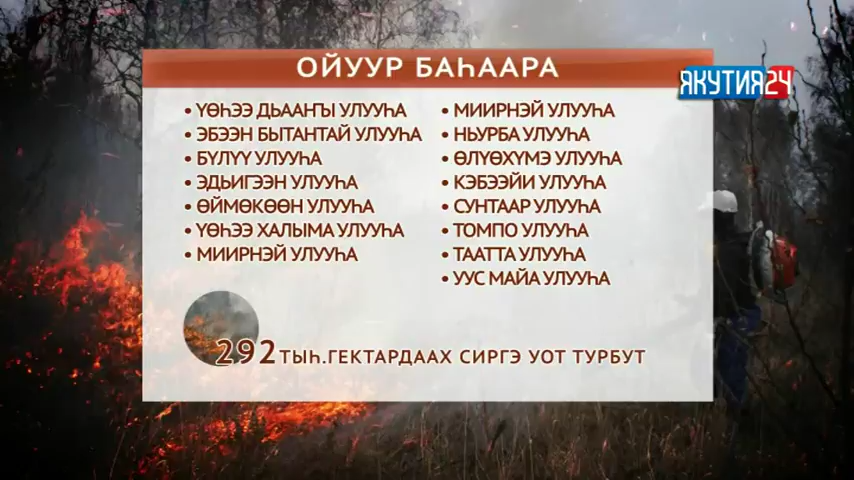 ОЙУУР БАҺААРА
ЯКУТИЯ24
• ҮӨҺЭЭ ДЬААҤЫ УЛУУҺА
• ЭБЭЭН БЫТАНТАЙ УЛУУҺА
• БҮЛҮҮ УЛУУҺА
• ЭДЬИГЭЭН УЛУУҺА
• ӨЙМӨКӨӨН УЛУУҺА
• ҮӨҺЭЭ ХАЛЫМА УЛУУҺА
• МИИРНЭЙ УЛУУҺА
• МИИРНЭЙ УЛУУҺА
• НЬУРБА УЛУУҺА
• ӨЛҮӨХҮМЭ УЛУУҺА
• КЭБЭЭЙИ УЛУУҺА
• СУНТААР УЛУУҺА
• ТОМПО УЛУУҺА
• ТААТТА УЛУУҺА
• УУС МАЙА УЛУУҺА
292 ТЫҺ.ГЕКТАРДААХ СИРГЭ УОТ ТУРБУТ